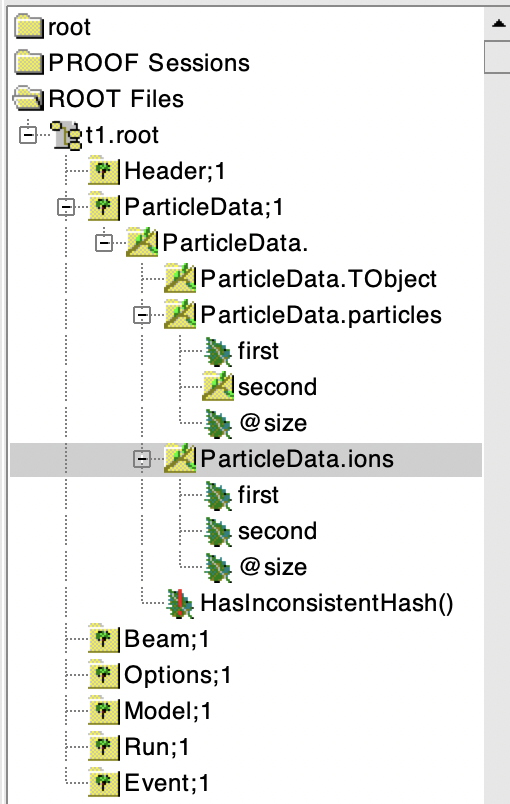 root
PROOF Sessions
ROOT Files
t1.root
Header;1
ParticleData;1
ParticleData.
ParticleData.TObject
ParticleData.particles
first
second
@size
ParticleData.ions
first
second
@size
HasInconsistentHash()
Beam;1
Options;1
Model;1
Run;1
Event;1